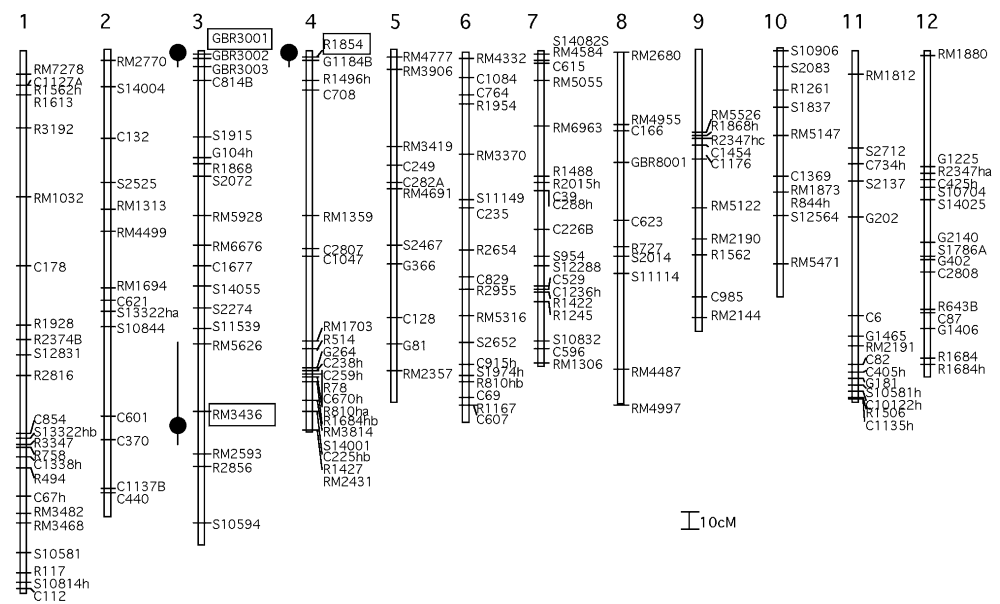 1 2 3 4 5 6 7 8 9 10 11 12
RM7278
C1127A
R1562h
R1613
R3192
RM1032
C178
R1928
R2374B
S12831
R2816
C854
S13322hb
R3347
R758
C1338h
R494
C67h
RM3482
RM3468
S10581
R117
S10814h
C112
RM2770
S14004
C132
S2525
RM1313
RM4499
RM1694
C621
S13322ha
S10844
C601
C370
C1137B
C440
GBR3001
GBR3002
GBR3003
C814B
S1915
G104h
R1868
S2072
RM5928
RM6676
C1677
S14055
S2274
S11539
RM5626
RM3436
RM2593
R2856
S10594
R1854
G1184B
R1496h
C708
RM1359
C2807
C1047
RM1703
R514
G264
C238h
C259h
R78
C670h
R810ha
R1684hb
RM3814
S14001
C225hb
R1427
RM2431
RM4777
RM3906
RM3419
C249
C282A
RM4691
S2467
G366
C128
G81
RM2357
RM4332
C1084
C764
R1954
RM3370
S11149
C235
R2654
C829
R2955
RM5316
S2652
C915h
S1974h
R810hb
C69
R1167
C607
S14082S
RM4584
C615
RM5055
RM6963
R1488
R2015h
C39
C288h
C226B
S954
S12288
C529
C1236h
R1422
R1245
S10832
C596
RM1306
RM2680
RM4955
C166
GBR8001
C623
R727
S2014
S11114
RM4487
RM4997
RM5526
R1868h
R2347hc
C1454
C1176
RM5122
RM2190
R1562
C985
RM2144
S10906
S2083
R1261
S1837
RM5147
C1369
RM1873
R844h
S12564
RM5471
RM1812
S2712
C734h
S2137
G202
C6
G1465
RM2191
C82
C405h
G181
S10581h
C10122h
R1506
C1135h
RM1880
G1225
R2347ha
C425h
S10704
S14025
G2140
S1786A
G402
C2808
R643B
C87
G1406
R1684
R1684h
10cM